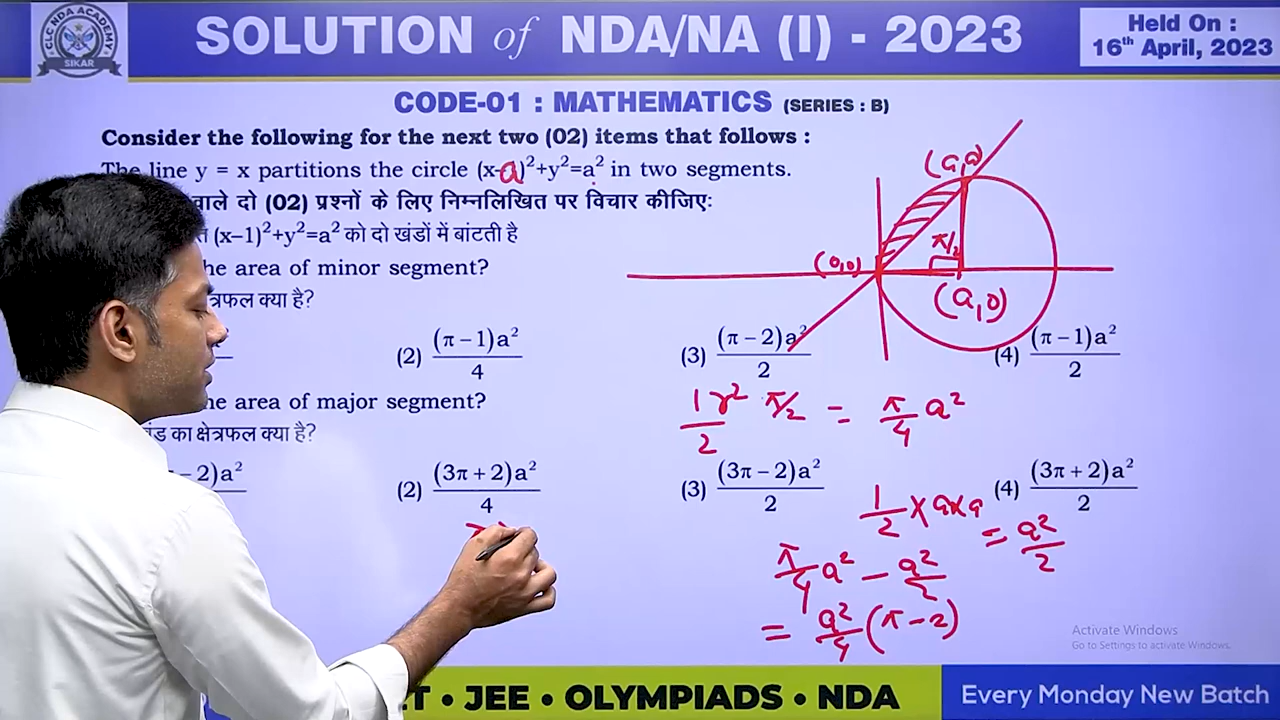 CLC NDA ACADEMY
SIKAR
SOLUTION of NDA/NA (I) - 2023
Held On :
16th April, 2023
CODE-01 : MATHEMATICS (SERIES : B)
Consider the following for the next two (02) items that follows :
The line y = x partitions the circle (x-a)²+y²=a² in two segments.
वाले दो (02) प्रश्नों के लिए निम्नलिखित पर विचार कीजिए:
(x–1)²+y²=a² को दो खंडों में बांटती है
he area of minor segment?
त्रफल क्या है?
(2) (π – 1)a² / 4
(3) (π – 2)a² / 2
(4) (π – 1)a² / 2
he area of major segment?
खंड का क्षेत्रफल क्या है?
– 2)a²
(2) (3π + 2)a² / 4
(3) (3π – 2)a² / 2
(4) (3π + 2)a² / 2
(a,a)
(0,0)
π/2
(a,0)
1/2 r² π/2 = π/4 a²
1/2 × a×a = a²/2
π/4 a² – a²/2
= a²/4 (π–2)
Activate Windows
Go to Settings to activate Windows.
T • JEE • OLYMPIADS • NDA
Every Monday New Batch